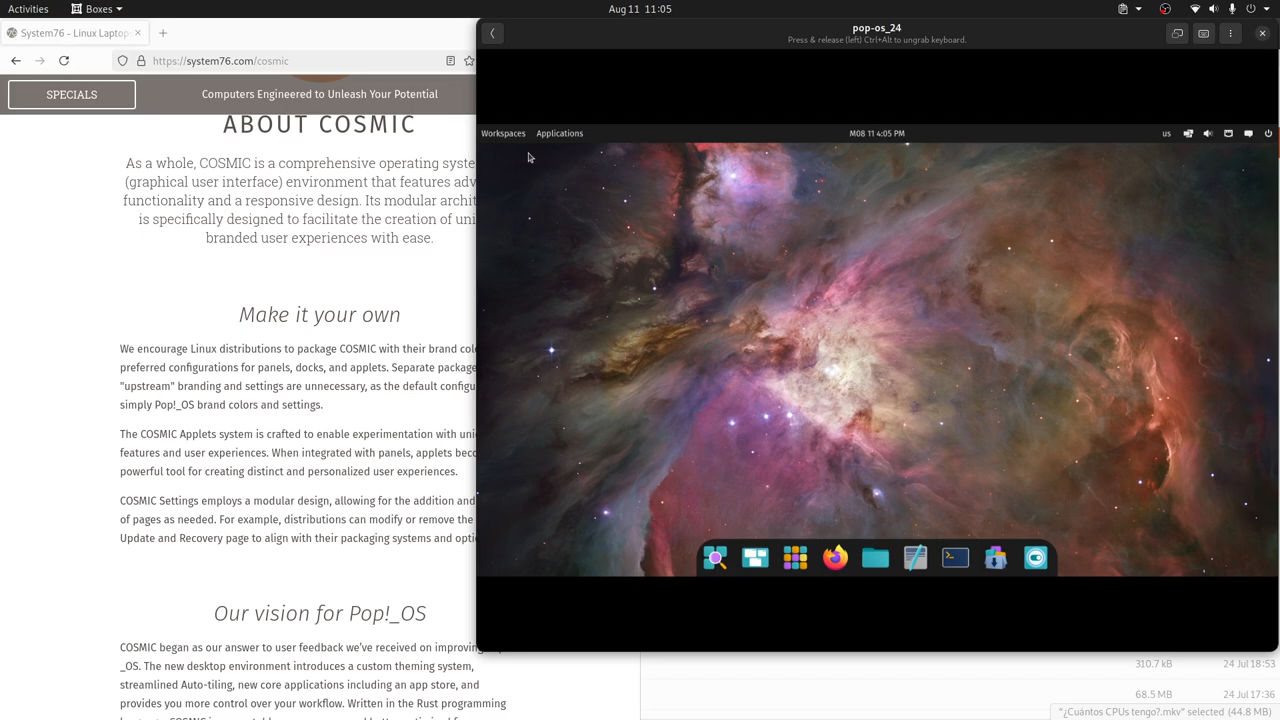 Activities
Boxes
Aug 11 11:05
System76 - Linux Laptop
https://system76.com/cosmic
SPECIALS
Computers Engineered to Unleash Your Potential
ABOUT COSMIC
As a whole, COSMIC is a comprehensive operating syste
(graphical user interface) environment that features adv
functionality and a responsive design. Its modular archit
is specifically designed to facilitate the creation of uni
branded user experiences with ease.
Make it your own
We encourage Linux distributions to package COSMIC with their brand colo
preferred configurations for panels, docks, and applets. Separate package
"upstream" branding and settings are unnecessary, as the default configu
simply Pop!_OS brand colors and settings.
The COSMIC Applets system is crafted to enable experimentation with uni
features and user experiences. When integrated with panels, applets beco
powerful tool for creating distinct and personalized user experiences.
COSMIC Settings employs a modular design, allowing for the addition and
of pages as needed. For example, distributions can modify or remove the
Update and Recovery page to align with their packaging systems and opti
Our vision for Pop!_OS
COSMIC began as our answer to user feedback we've received on improving
_OS. The new desktop environment introduces a custom theming system,
streamlined Auto-tiling, new core applications including an app store, and
provides you more control over your workflow. Written in the Rust programming
pop-os_24
Press & release (left) Ctrl+Alt to ungrab keyboard.
Workspaces
Applications
M08 11 4:05 PM
us
310.7 kB 24 Jul 18:53
68.5 MB 24 Jul 17:36
"¿Cuántos CPUs tengo?.mkv" selected (44.8 MB)